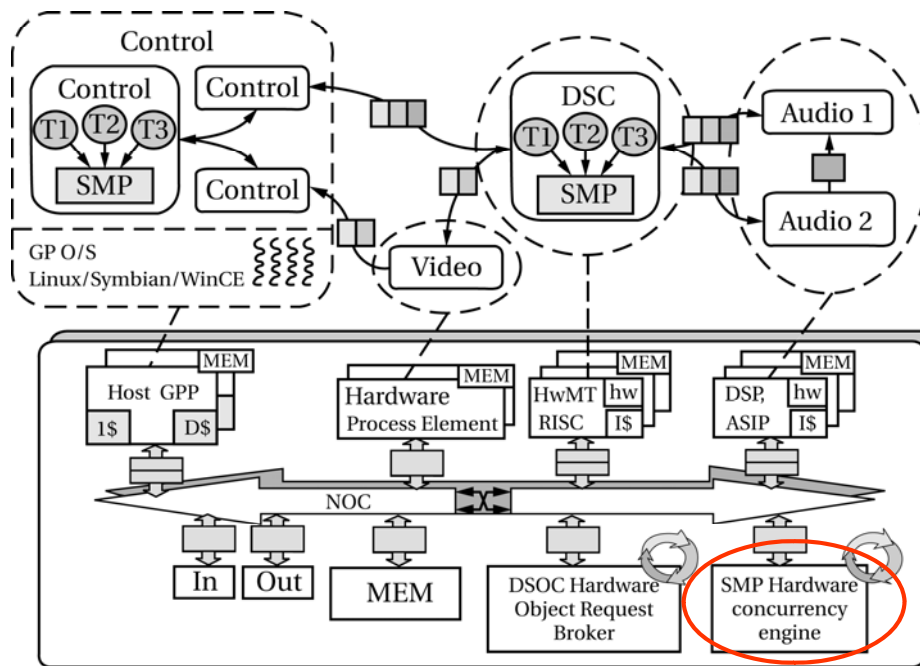 Control
Control
T1
T2
T3
SMP
Control
Control
GP O/S
Linux/Symbian/WinCE
Video
DSC
T1
T2
T3
SMP
Audio 1
Audio 2
MEM
Host GPP
1$
D$
MEM
Hardware
Process Element
MEM
HwMT
hw
RISC
I$
MEM
DSP,
hw
ASIP
I$
NOC
In
Out
MEM
DSOC Hardware
Object Request
Broker
SMP Hardware
concurrency
engine